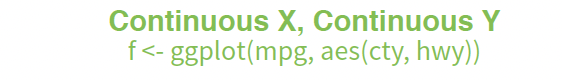 Continuous X, Continuous Y
f <- ggplot(mpg, aes(cty, hwy))